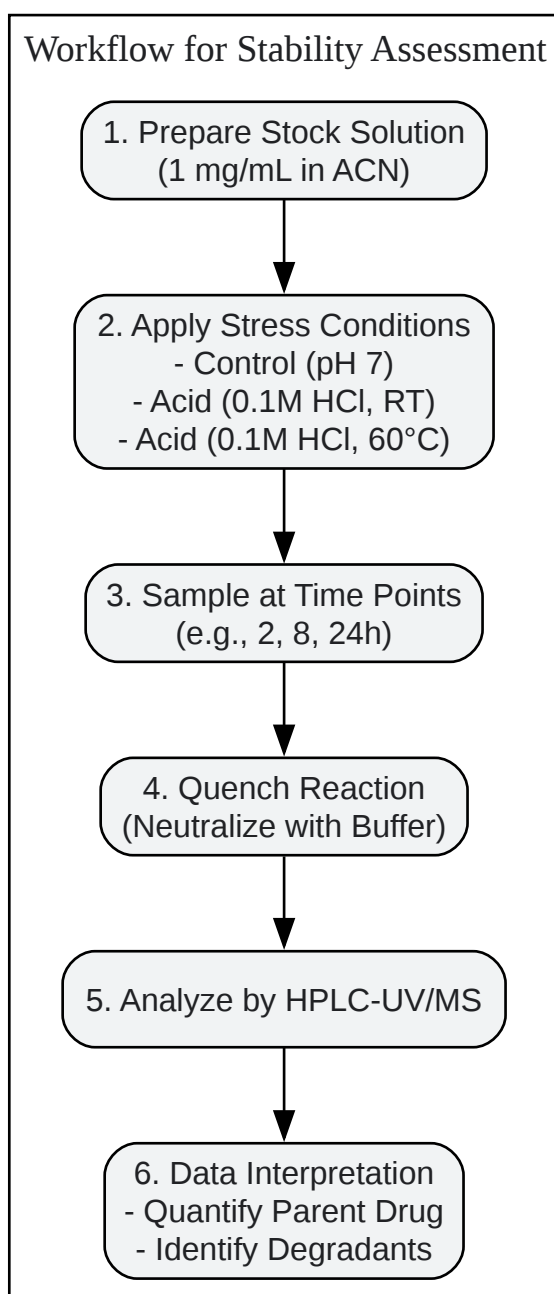 Workflow for Stability Assessment
1. Prepare Stock Solution
(1 mg/mL in ACN)
2. Apply Stress Conditions
- Control (pH 7)
- Acid (0.1M HCl, RT)
- Acid (0.1M HCl, 60°C)
3. Sample at Time Points
(e.g., 2, 8, 24h)
4. Quench Reaction
(Neutralize with Buffer)
5. Analyze by HPLC-UV/MS
6. Data Interpretation
- Quantify Parent Drug
- Identify Degradants